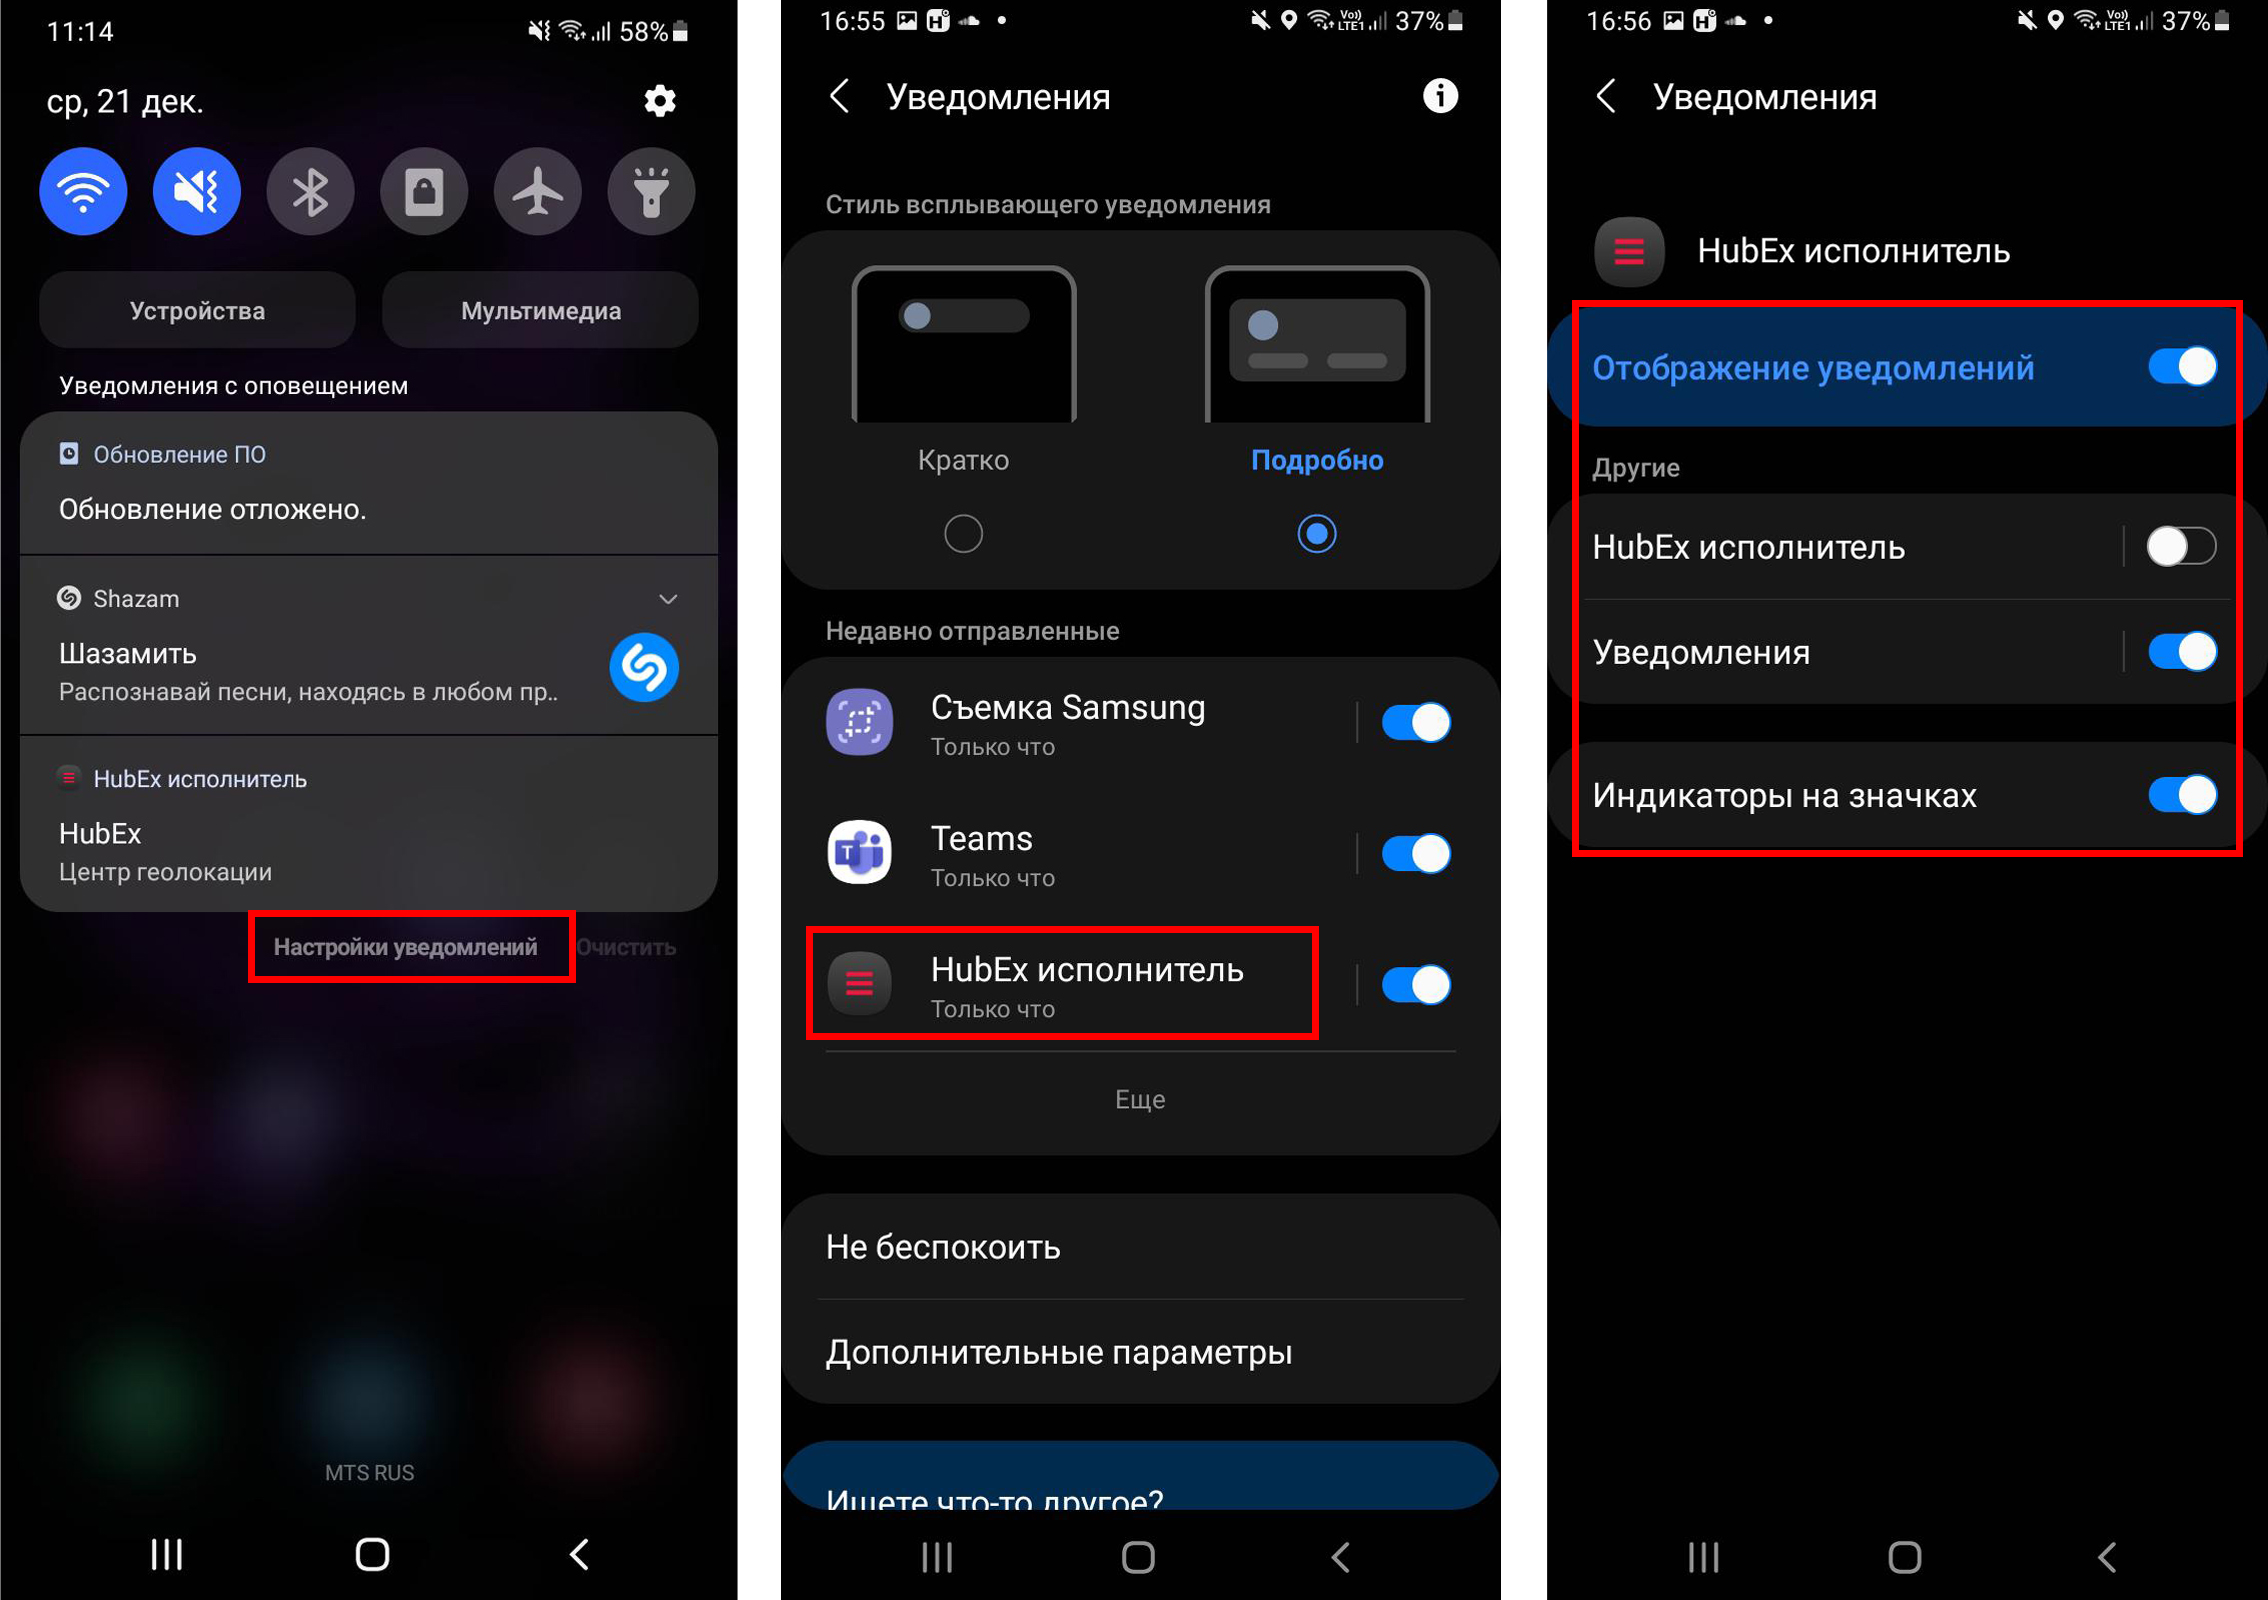 11:14
58%
ср, 21 дек.
Устройства
Мультимедиа
Уведомления с оповещением
Обновление ПО
Обновление отложено.
Shazam
Шазамить
Распознавай песни, находясь в любом пр..
HubEx исполнитель
HubEx
Центр геолокации
Настройки уведомлений
Очистить
MTS RUS
16:55
Vo))
LTE1
37%
Уведомления
Стиль всплывающего уведомления
Кратко
Подробно
Недавно отправленные
Съемка Samsung
Только что
Teams
Только что
HubEx исполнитель
Только что
Еще
Не беспокоить
Дополнительные параметры
Ищете что-то другое?
16:56
Vo))
LTE1
37%
Уведомления
HubEx исполнитель
Отображение уведомлений
Другие
HubEx исполнитель
Уведомления
Индикаторы на значках